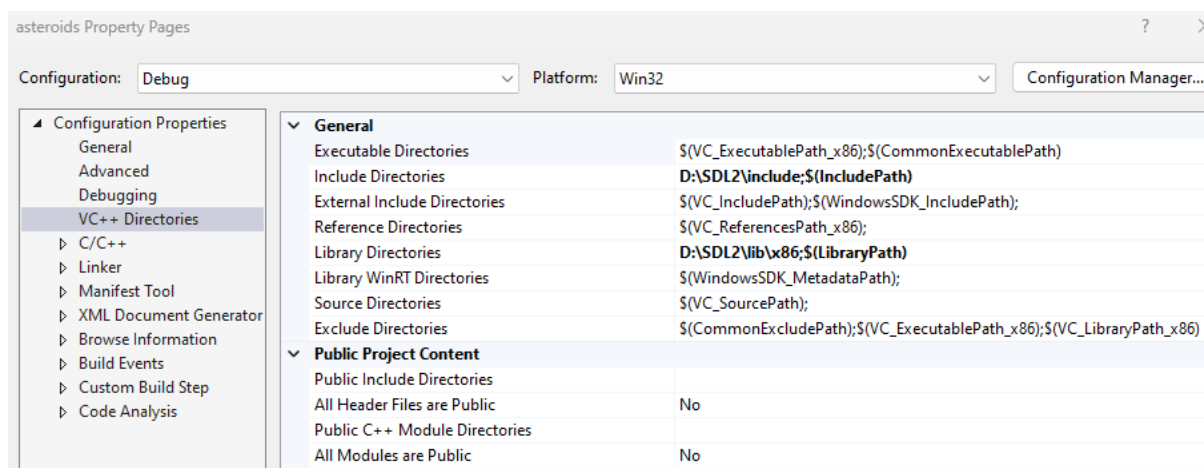 asteroids Property Pages
Configuration: Debug Platform: Win32 Configuration Manager...
Configuration Properties
General
Advanced
Debugging
VC++ Directories
C/C++
Linker
Manifest Tool
XML Document Generator
Browse Information
Build Events
Custom Build Step
Code Analysis
General
Executable Directories $(VC_ExecutablePath_x86);$(CommonExecutablePath)
Include Directories D:\SDL2\include;$(IncludePath)
External Include Directories $(VC_IncludePath);$(WindowsSDK_IncludePath);
Reference Directories $(VC_ReferencesPath_x86);
Library Directories D:\SDL2\lib\x86;$(LibraryPath)
Library WinRT Directories $(WindowsSDK_MetadataPath);
Source Directories $(VC_SourcePath);
Exclude Directories $(CommonExcludePath);$(VC_ExecutablePath_x86);$(VC_LibraryPath_x86)
Public Project Content
Public Include Directories
All Header Files are Public No
Public C++ Module Directories
All Modules are Public No